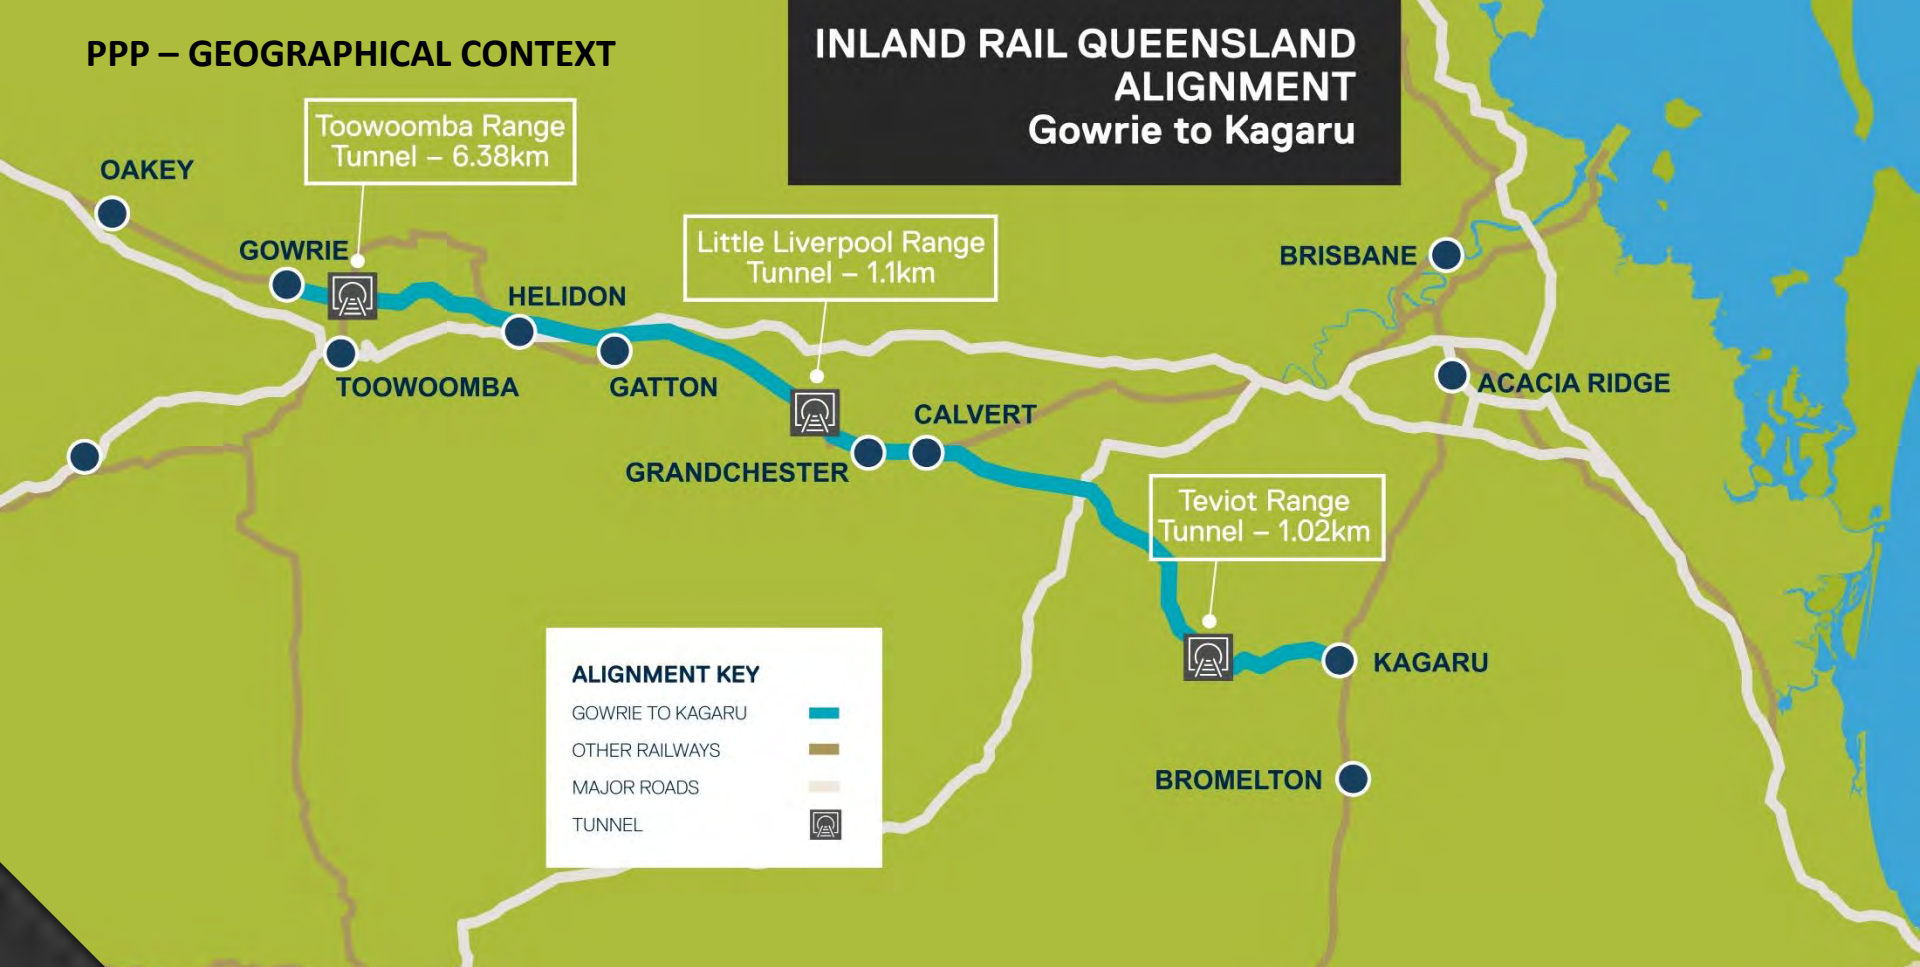 PPP – GEOGRAPHICAL CONTEXT
INLAND RAIL QUEENSLAND
ALIGNMENT
Gowrie to Kagaru
Toowoomba Range
Tunnel – 6.38km
OAKEY
GOWRIE
Little Liverpool Range
Tunnel – 1.1km
BRISBANE
HELIDON
TOOWOOMBA
GATTON
ACACIA RIDGE
CALVERT
GRANDCHESTER
Teviot Range
Tunnel – 1.02km
KAGARU
BROMELTON
ALIGNMENT KEY
GOWRIE TO KAGARU
OTHER RAILWAYS
MAJOR ROADS
TUNNEL